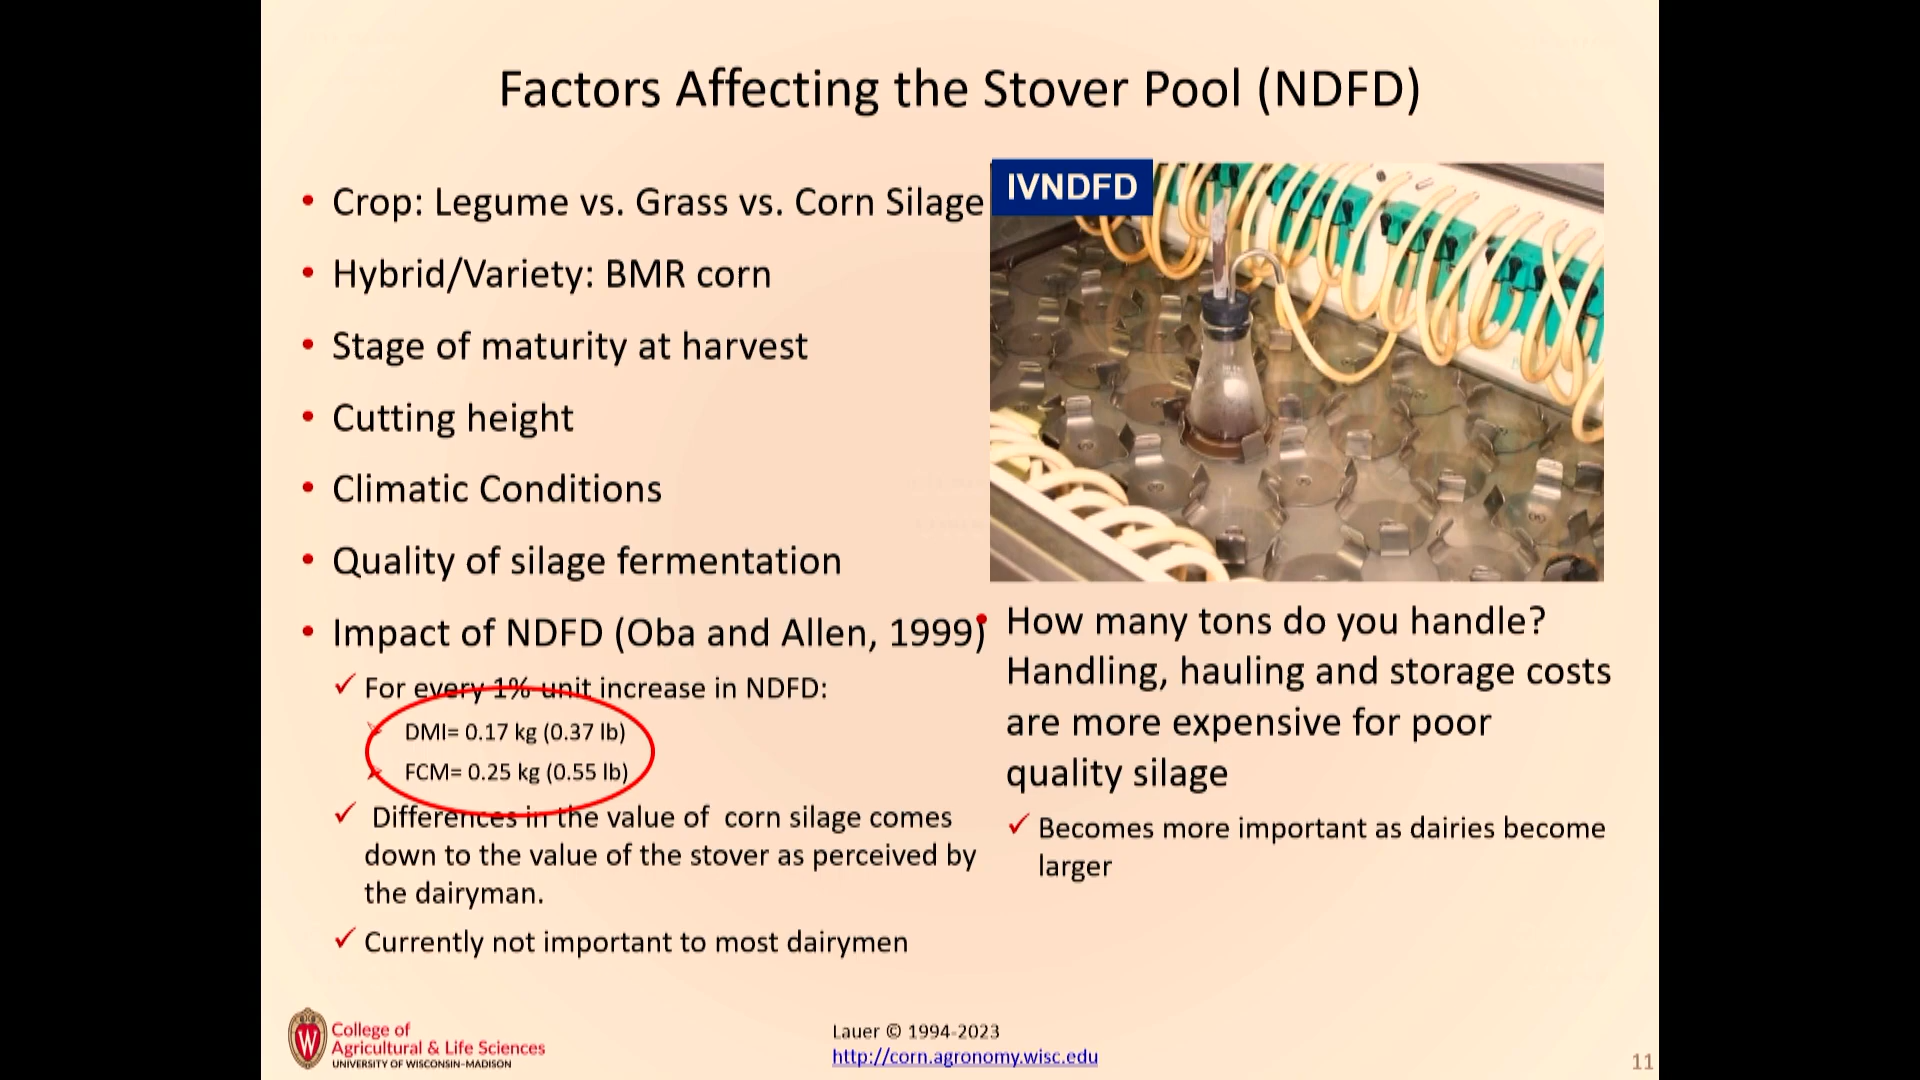 Factors Affecting the Stover Pool (NDFD)
• Crop: Legume vs. Grass vs. Corn Silage
• Hybrid/Variety: BMR corn
• Stage of maturity at harvest
• Cutting height
• Climatic Conditions
• Quality of silage fermentation
• Impact of NDFD (Oba and Allen, 1999)
✓ For every 1% unit increase in NDFD:
➢ DMI= 0.17 kg (0.37 lb)
➢ FCM= 0.25 kg (0.55 lb)
✓ Differences in the value of corn silage comes
down to the value of the stover as perceived by
the dairyman.
✓ Currently not important to most dairymen
IVNDFD
• How many tons do you handle?
Handling, hauling and storage costs
are more expensive for poor
quality silage
✓ Becomes more important as dairies become
larger
W
College of
Agricultural & Life Sciences
UNIVERSITY OF WISCONSIN–MADISON
Lauer © 1994-2023
http://corn.agronomy.wisc.edu
11